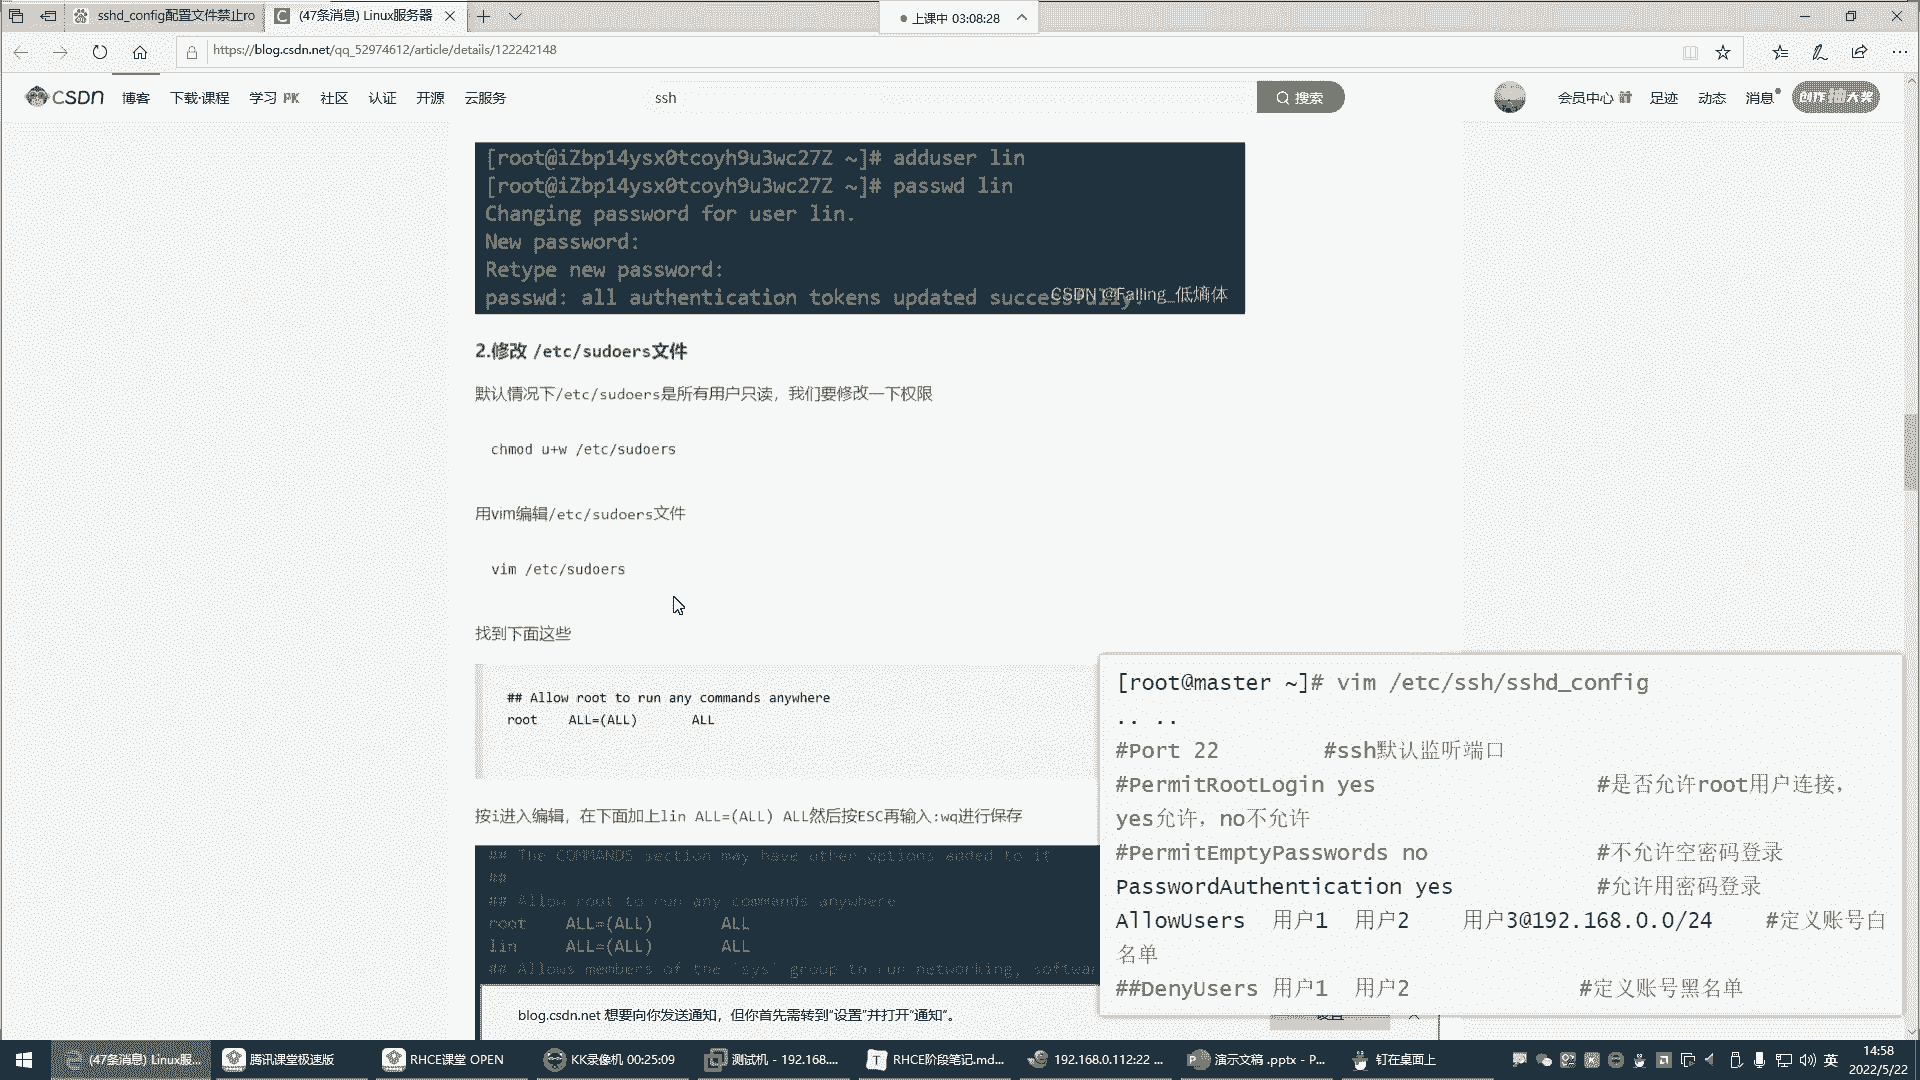 sshd_config配置文件禁止ro
(47条消息) Linux服务器
上课中 03:08:28
https://blog.csdn.net/qq_52974612/article/details/122242148
CSDN 博客 下载·课程 学习 PK 社区 认证 开源 云服务
ssh
搜索
会员中心 足迹 动态 消息
[root@iZbp14ysx0tcoyh9u3wc27Z ~]# adduser lin
[root@iZbp14ysx0tcoyh9u3wc27Z ~]# passwd lin
Changing password for user lin.
New password:
Retype new password:
passwd: all authentication tokens updated successfully.
CSDN @Falling_低熵体
2.修改 /etc/sudoers文件
默认情况下/etc/sudoers是所有用户只读，我们要修改一下权限
chmod u+w /etc/sudoers
用vim编辑/etc/sudoers文件
vim /etc/sudoers
找到下面这些
## Allow root to run any commands anywhere
root ALL=(ALL) ALL
按i进入编辑，在下面加上lin ALL=(ALL) ALL然后按ESC再输入:wq进行保存
## The COMMANDS section may have other options added to it
##
## Allow root to run any commands anywhere
root ALL=(ALL) ALL
lin ALL=(ALL) ALL
## Allows members of the 'sys' group to run networking, softwar
blog.csdn.net 想要向你发送通知，但你首先需转到"设置"并打开"通知"。
[root@master ~]# vim /etc/ssh/sshd_config
.. ..
#Port 22 #ssh默认监听端口
#PermitRootLogin yes #是否允许root用户连接，
yes允许，no不允许
#PermitEmptyPasswords no #不允许空密码登录
PasswordAuthentication yes #允许用密码登录
AllowUsers 用户1 用户2 用户3@192.168.0.0/24 #定义账号白
名单
##DenyUsers 用户1 用户2 #定义账号黑名单
(47条消息) Linux服...
腾讯课堂极速版
RHCE课堂 OPEN
KK录像机 00:25:09
测试机 - 192.168....
RHCE阶段笔记.md...
192.168.0.112:22 ...
演示文稿 .pptx - P...
钉在桌面上
英
14:58
2022/5/22